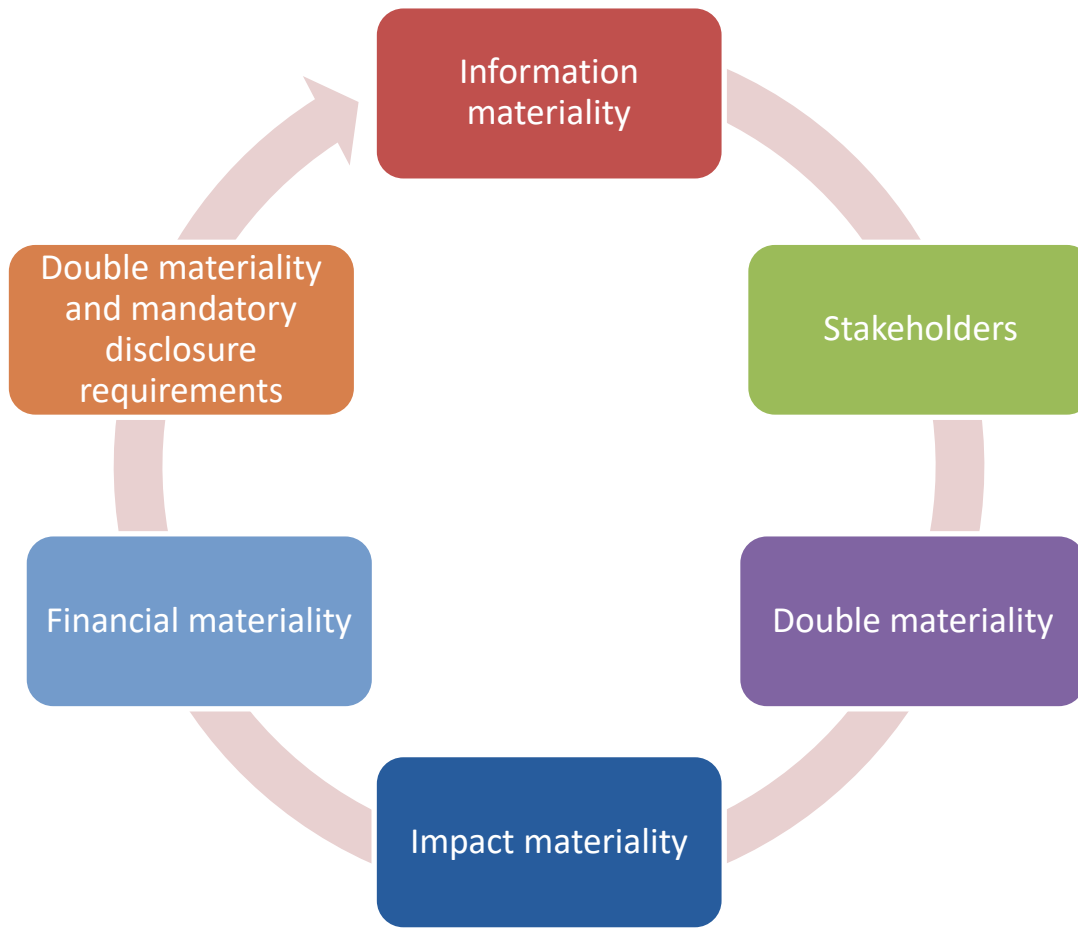 Information
materiality
Stakeholders
Double materiality
Impact materiality
Financial materiality
Double materiality
and mandatory
disclosure
requirements